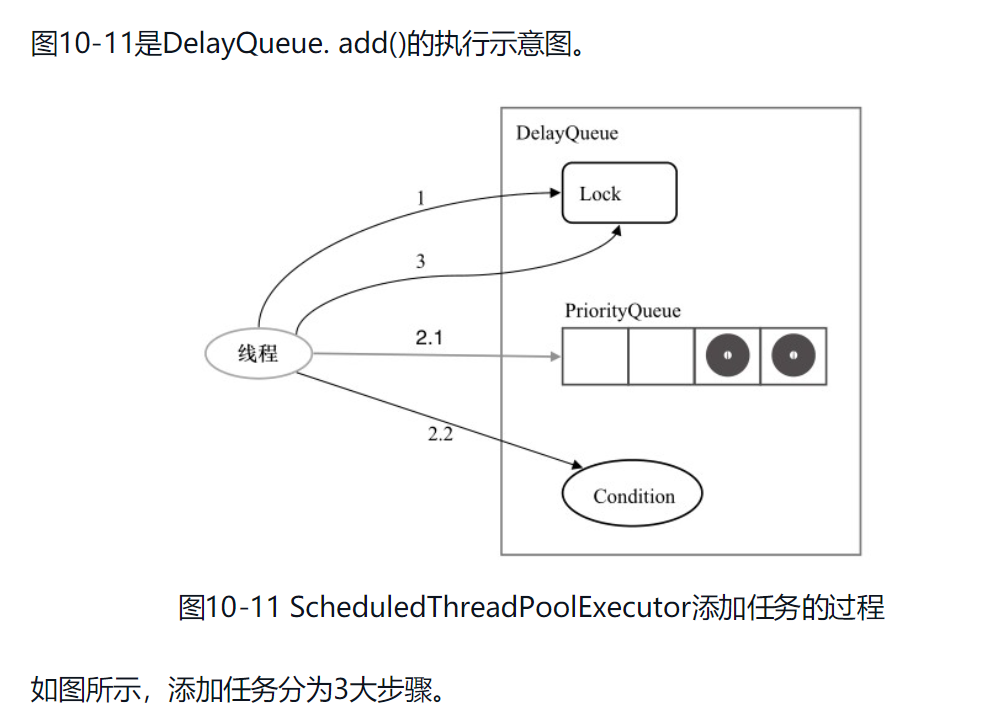 图10-11是DelayQueue. add()的执行示意图。
DelayQueue
Lock
1
3
PriorityQueue
2.1
线程
2.2
Condition
图10-11 ScheduledThreadPoolExecutor添加任务的过程
如图所示，添加任务分为3大步骤。